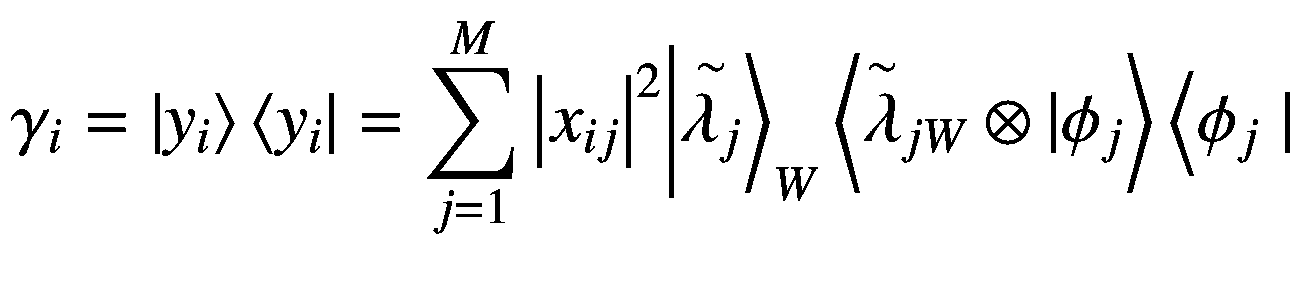 γ_i = |y_i⟩ ⟨y_i| = ∑_{j=1}^{M} |x_{ij}|^2 |λ̃_j⟩_W ⟨λ̃_{jW} ⊗ |ϕ_j⟩ ⟨ϕ_j |